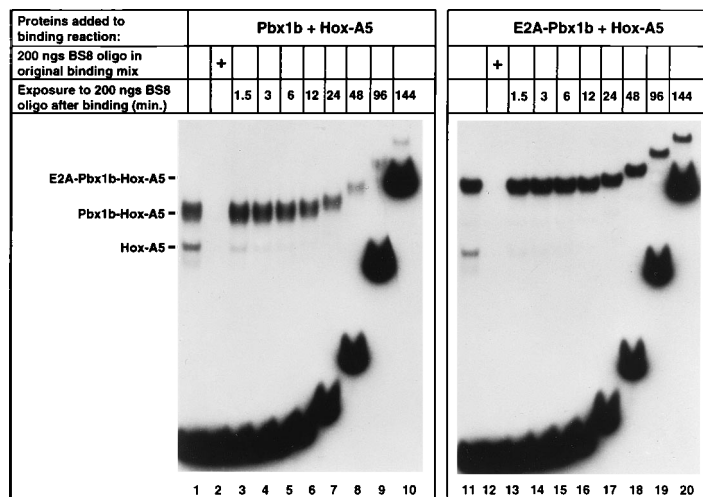 Proteins added to
binding reaction:
Pbx1b + Hox-A5
E2A-Pbx1b + Hox-A5
200 ngs BS8 oligo in
original binding mix
+
+
Exposure to 200 ngs BS8
oligo after binding (min.)
1.5 3 6 12 24 48 96 144
1.5 3 6 12 24 48 96 144
E2A-Pbx1b-Hox-A5
Pbx1b-Hox-A5
Hox-A5
1 2 3 4 5 6 7 8 9 10
11 12 13 14 15 16 17 18 19 20